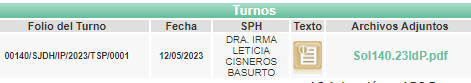 Turnos
Folio del Turno Fecha SPH Texto Archivos Adjuntos
00140/SJDH/IP/2023/TSP/0001 12/05/2023 DRA. IRMA LETICIA CISNEROS BASURTO Sol140.23IdP.pdf